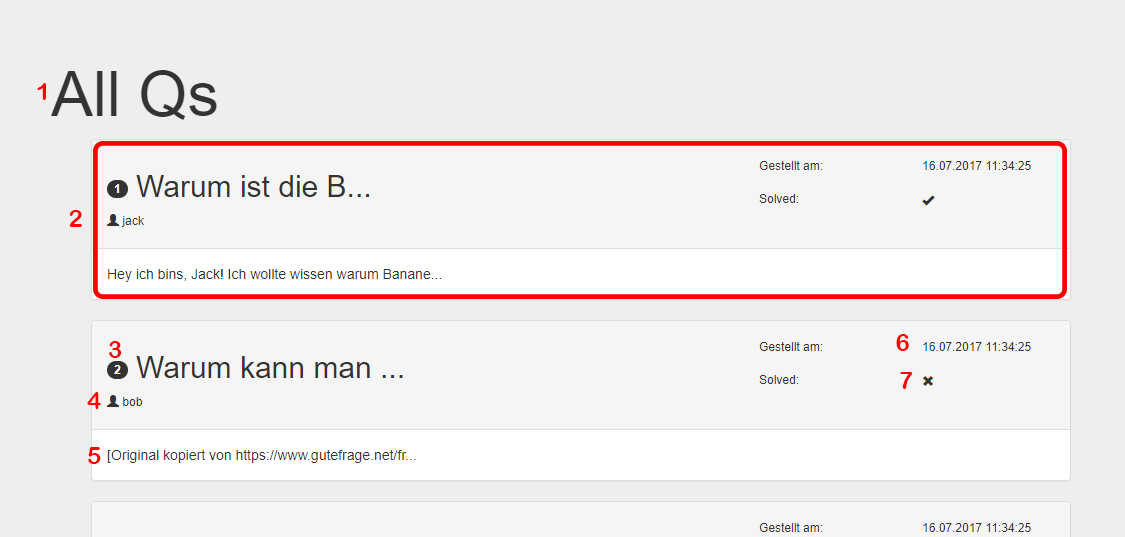 1 All Qs
1 Warum ist die B...
Gestellt am: 16.07.2017 11:34:25
Solved:
2
jack
Hey ich bins, Jack! Ich wollte wissen warum Banane...
3
2 Warum kann man ...
Gestellt am: 6 16.07.2017 11:34:25
Solved: 7
4 bob
5 [Original kopiert von https://www.gutefrage.net/fr...
Gestellt am: 16.07.2017 11:34:25